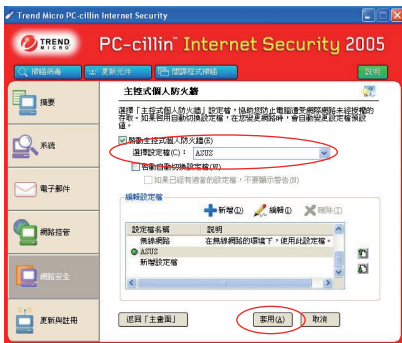 Trend Micro PC-cillin Internet Security
TREND MICRO
PC-cillin™ Internet Security 2005
掃瞄病毒
更新元件
間諜程式掃瞄
說明
摘要
系統
電子郵件
網路控管
網路安全
更新與註冊
主控式個人防火牆
選擇「主控式個人防火牆」設定檔，協助您防止電腦遭受網際網路未經授權的
存取。如果啟用自動切換設定檔，在您變更網路時，會自動變更設定檔預設
值。
啟動主控式個人防火牆(E)
選擇設定檔(C)：
ASUS
啟動自動切換設定檔(W)
如果已經有適當的設定檔，不要顯示警告(N)
編輯設定檔
新增(D)
編輯(I)
刪除(T)
設定檔名稱
說明
無線網路
在無線網路的環境下，使用此設定檔。
ASUS
新增設定檔
返回「主畫面」
套用(A)
取消